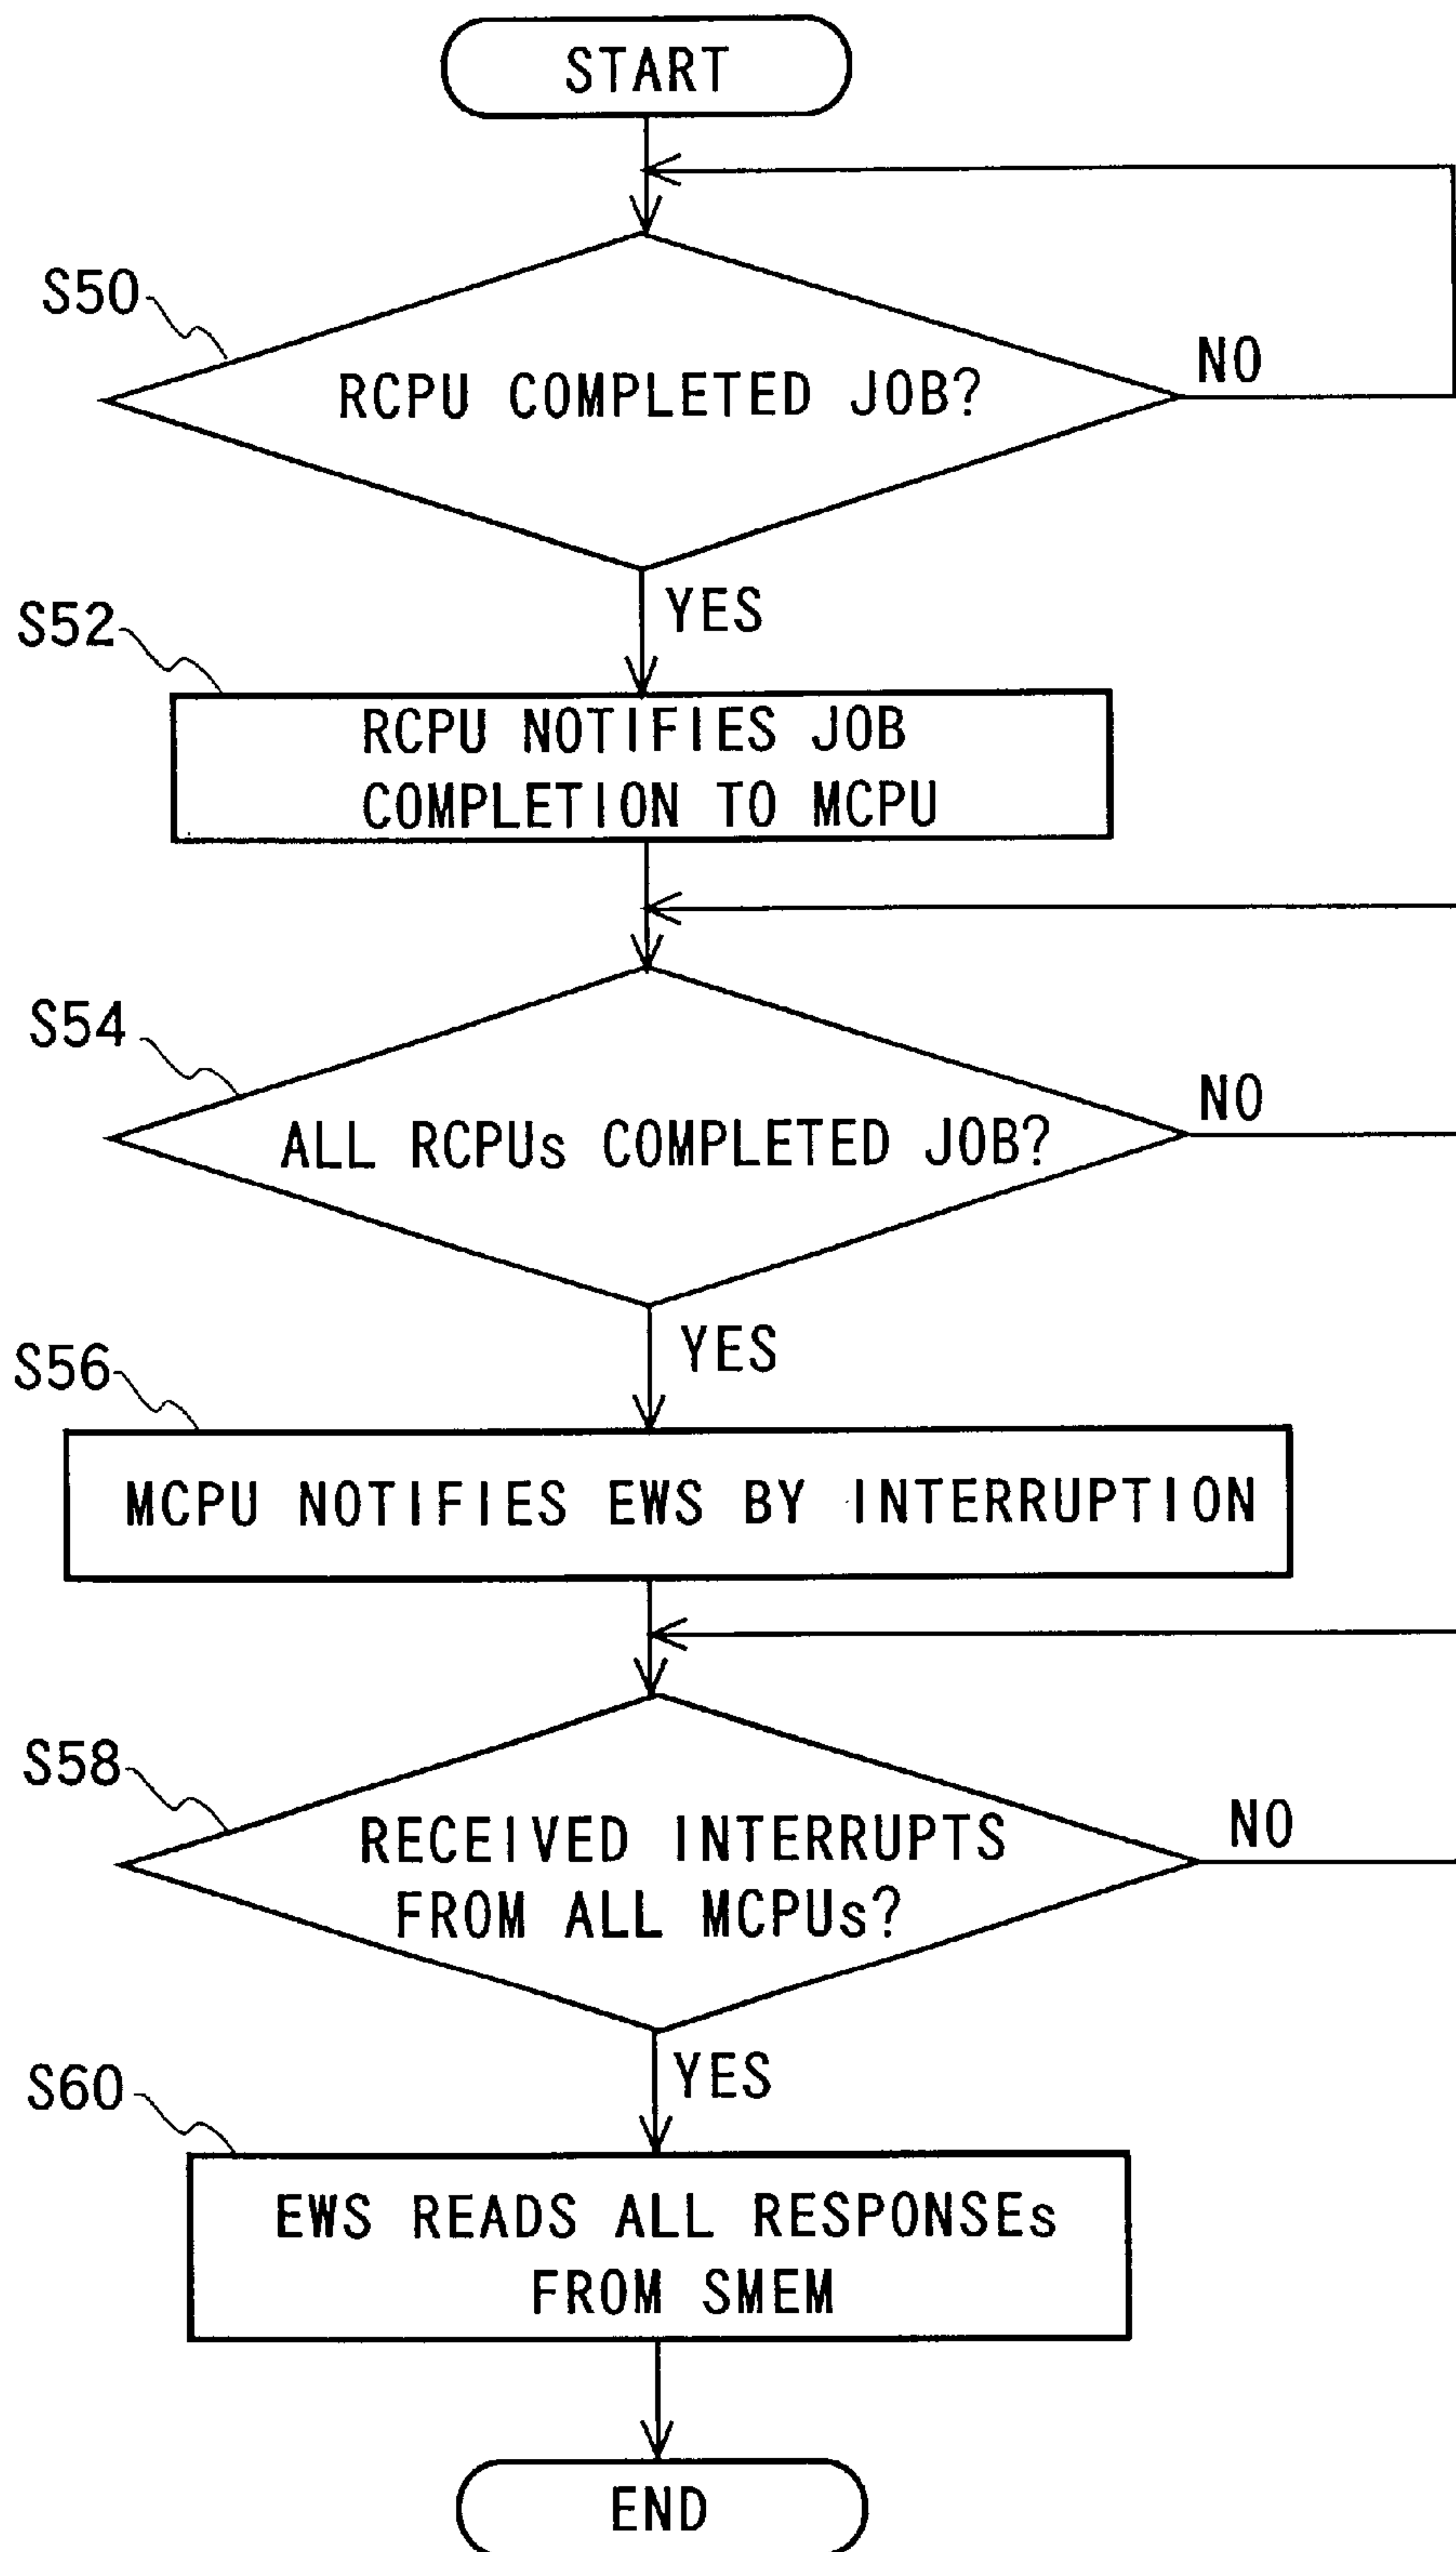 START
S50
RCPU COMPLETED JOB?
NO
YES
S52
RCPU NOTIFIES JOB
COMPLETION TO MCPU
S54
ALL RCPUs COMPLETED JOB?
NO
YES
S56
MCPU NOTIFIES EWS BY INTERRUPTION
S58
RECEIVED INTERRUPTS
FROM ALL MCPUs?
NO
YES
S60
EWS READS ALL RESPONSEs
FROM SMEM
END